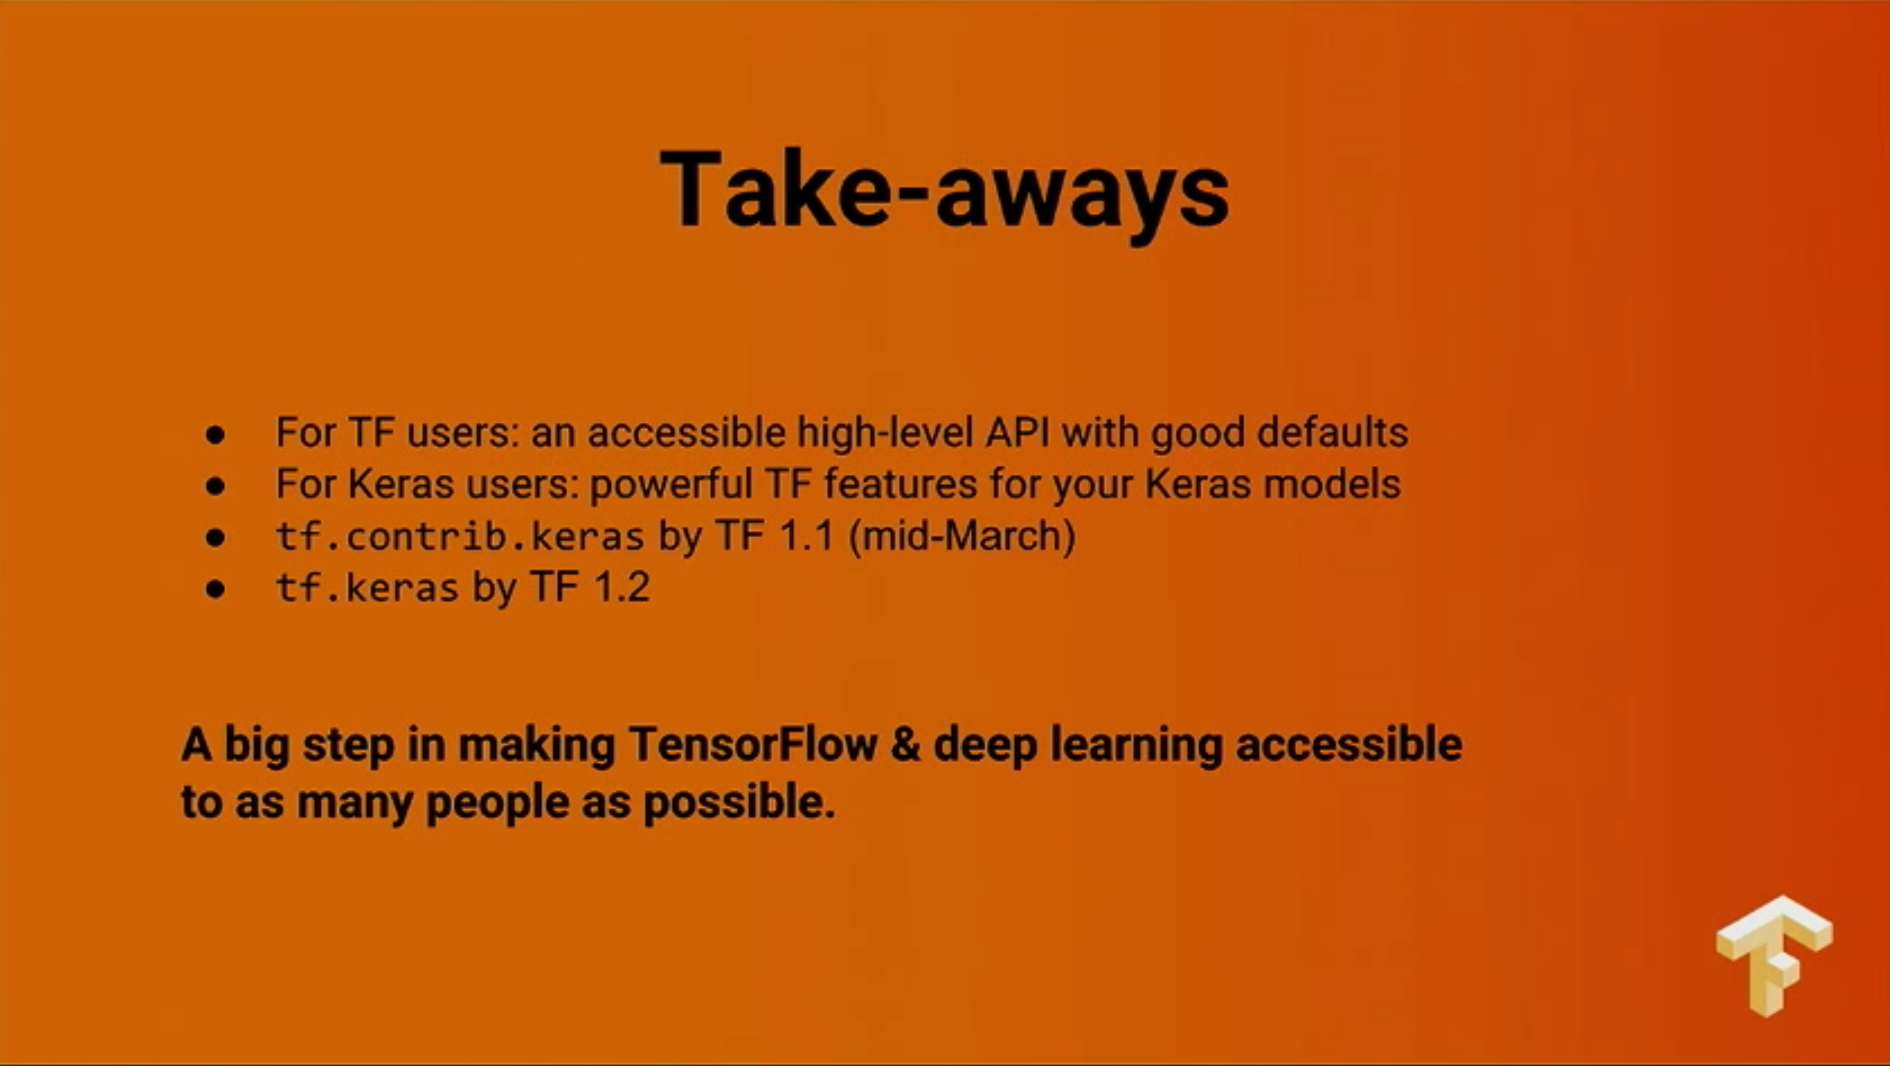 Take-aways
● For TF users: an accessible high-level API with good defaults
● For Keras users: powerful TF features for your Keras models
● tf.contrib.keras by TF 1.1 (mid-March)
● tf.keras by TF 1.2
A big step in making TensorFlow & deep learning accessible
to as many people as possible.